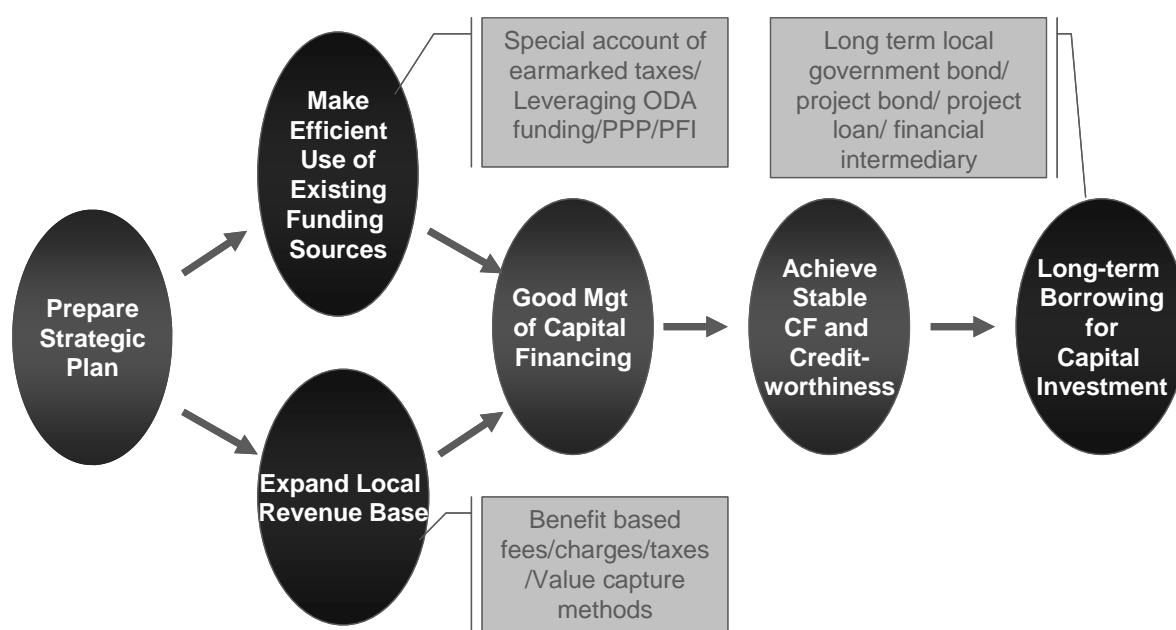 Special account of
earmarked taxes/
Leveraging ODA
funding/PPP/PFI
Long term local
government bond/
project bond/ project
loan/ financial
intermediary
Make
Efficient
Use of
Existing
Funding
Sources
Prepare
Strategic
Plan
Good Mgt
of Capital
Financing
Achieve
Stable
CF and
Credit-
worthiness
Long-term
Borrowing
for
Capital
Investment
Expand Local
Revenue Base
Benefit based
fees/charges/taxes
/Value capture
methods